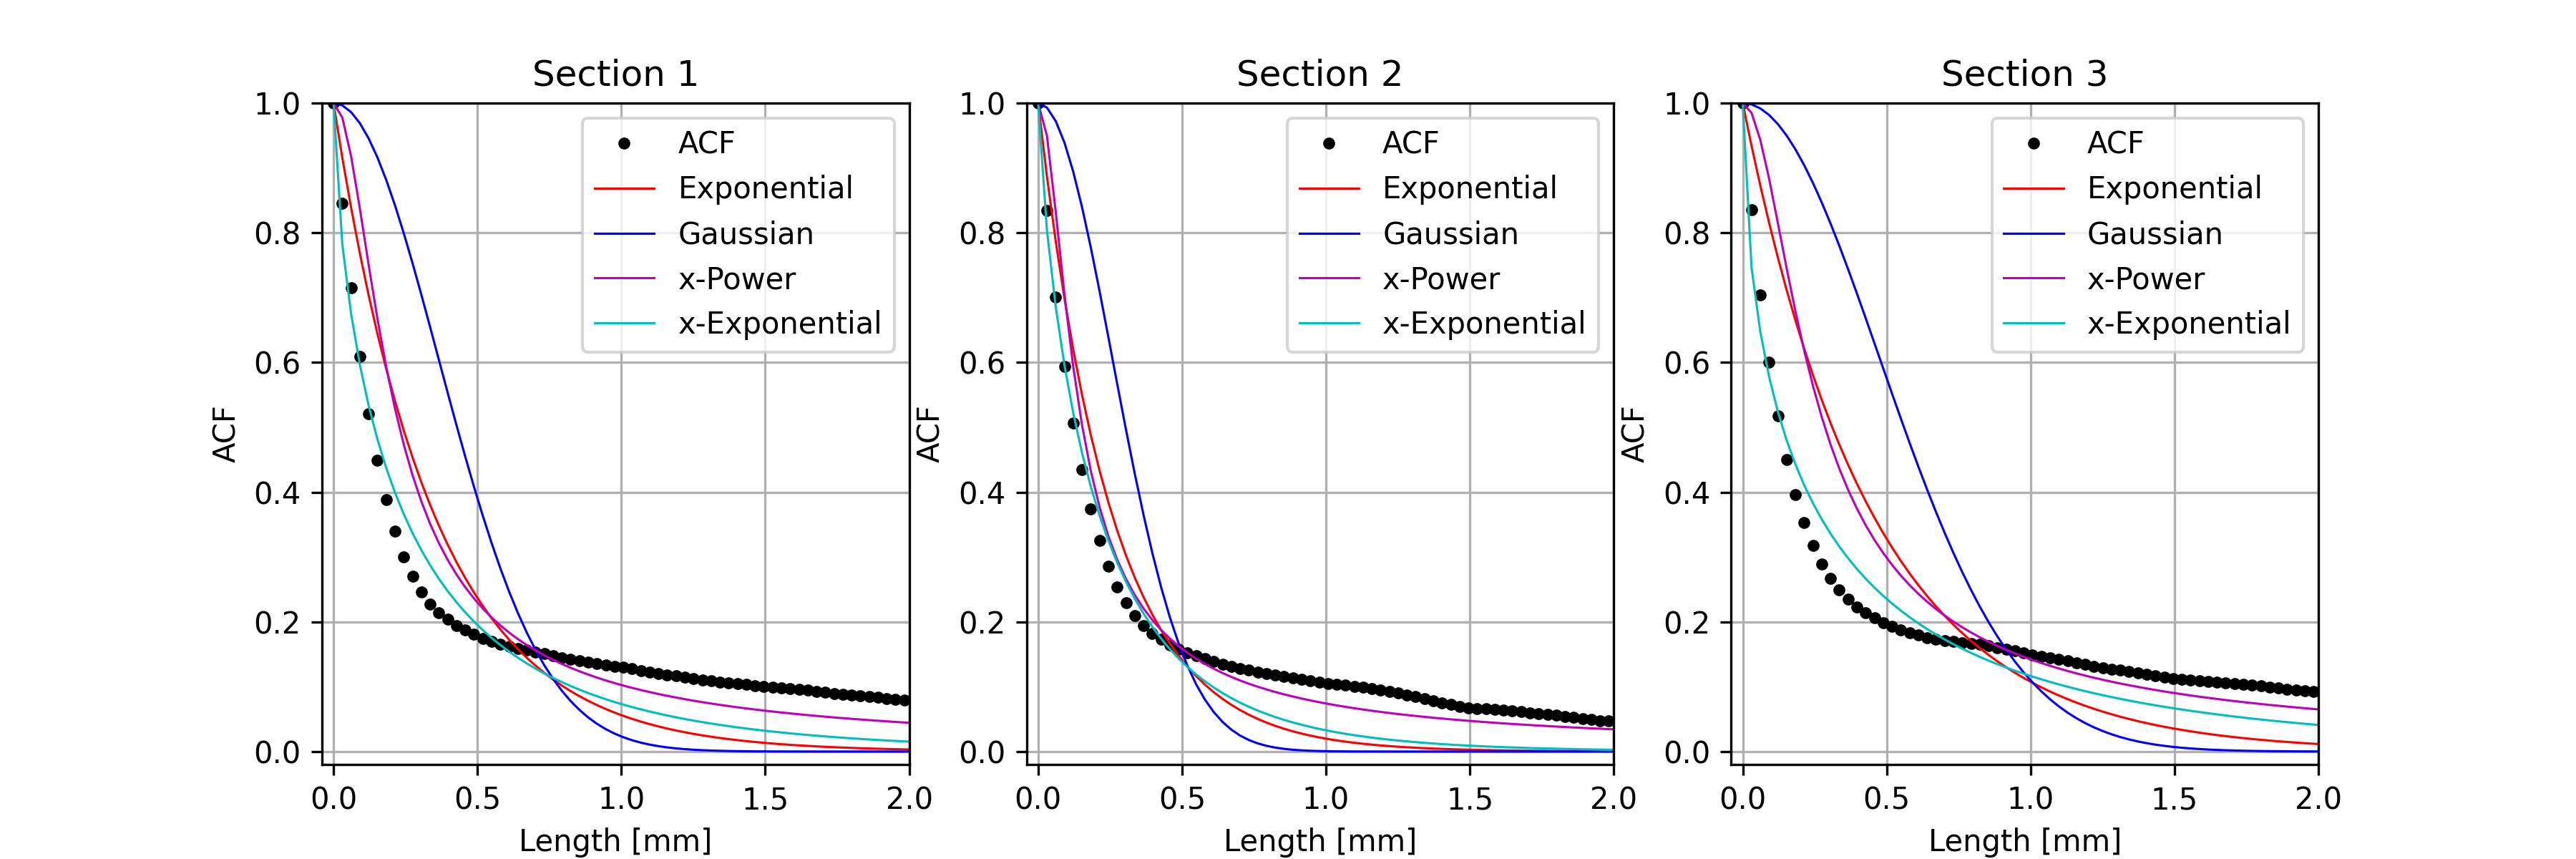 Section 1
1.0
0.8
0.6
0.4
0.2
0.0
ACF
0.0 0.5 1.0 1.5 2.0
Length [mm]
ACF
Exponential
Gaussian
x-Power
x-Exponential
Section 2
1.0
0.8
0.6
0.4
0.2
0.0
ACF
0.0 0.5 1.0 1.5 2.0
Length [mm]
ACF
Exponential
Gaussian
x-Power
x-Exponential
Section 3
1.0
0.8
0.6
0.4
0.2
0.0
ACF
0.0 0.5 1.0 1.5 2.0
Length [mm]
ACF
Exponential
Gaussian
x-Power
x-Exponential